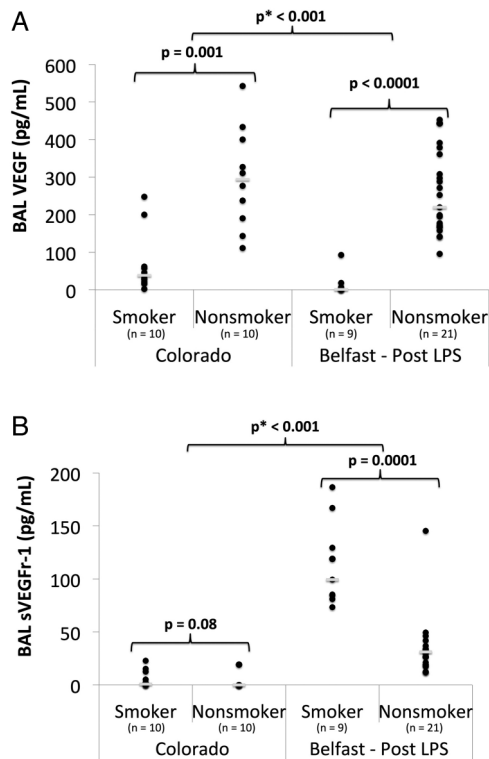 A
p* < 0.001
p = 0.001
p < 0.0001
BAL VEGF (pg/mL)
600
500
400
300
200
100
0
Smoker Nonsmoker Smoker Nonsmoker
(n = 10) (n = 10) (n = 9) (n = 21)
Colorado Belfast - Post LPS
B
p* < 0.001
p = 0.0001
p = 0.08
BAL sVEGFr-1 (pg/mL)
200
150
100
50
0
Smoker Nonsmoker Smoker Nonsmoker
(n = 10) (n = 10) (n = 9) (n = 21)
Colorado Belfast - Post LPS